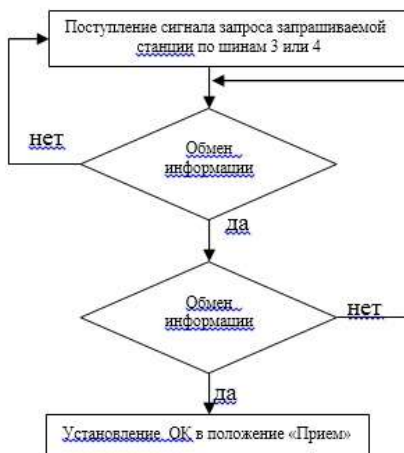 Поступление сигнала запроса запрашиваемой
станции по шинам 3 или 4
нет
Обмен
информации
да
Обмен
информации
нет
да
Установление ОК в положение «Прием»